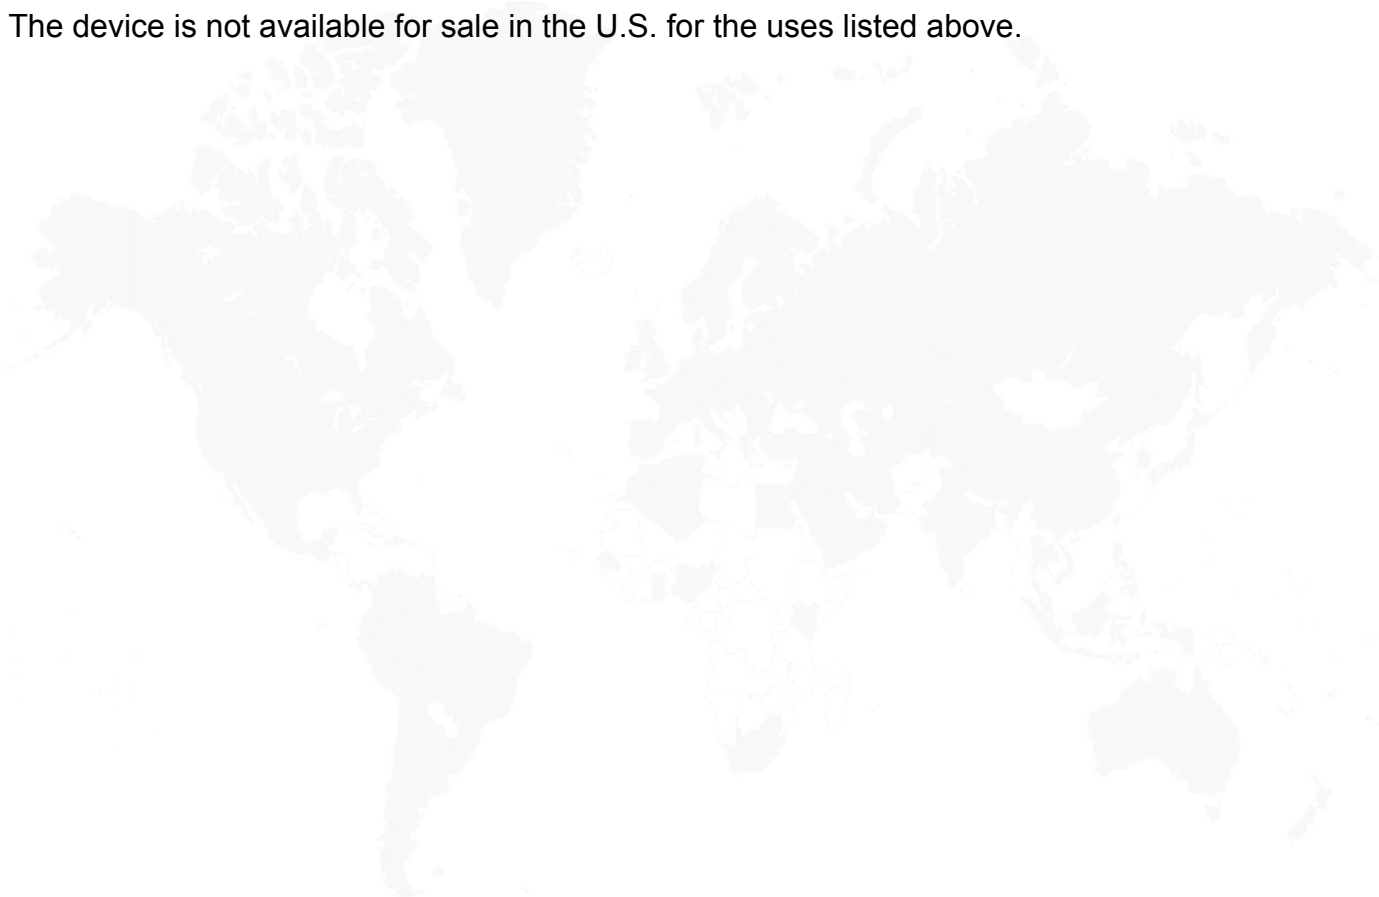 The device is not available for sale in the U.S. for the uses listed above.